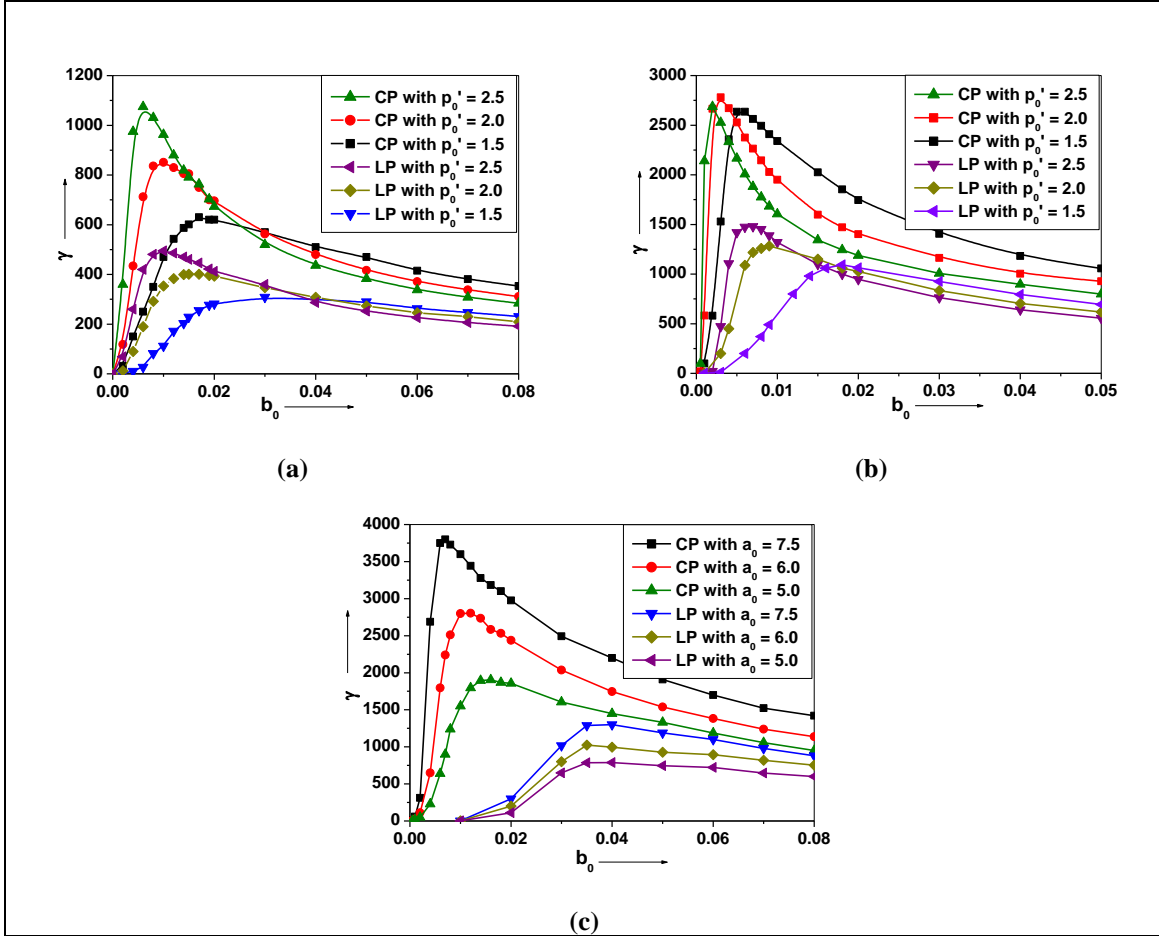 1200
1000
800
600
400
200
0
γ
CP with p0' = 2.5
CP with p0' = 2.0
CP with p0' = 1.5
LP with p0' = 2.5
LP with p0' = 2.0
LP with p0' = 1.5
0.00 0.02 0.04 0.06 0.08
b0
(a)
3000
2500
2000
1500
1000
500
0
γ
CP with p0' = 2.5
CP with p0' = 2.0
CP with p0' = 1.5
LP with p0' = 2.5
LP with p0' = 2.0
LP with p0' = 1.5
0.00 0.01 0.02 0.03 0.04 0.05
b0
(b)
4000
3500
3000
2500
2000
1500
1000
500
0
γ
CP with a0 = 7.5
CP with a0 = 6.0
CP with a0 = 5.0
LP with a0 = 7.5
LP with a0 = 6.0
LP with a0 = 5.0
0.00 0.02 0.04 0.06 0.08
b0
(c)